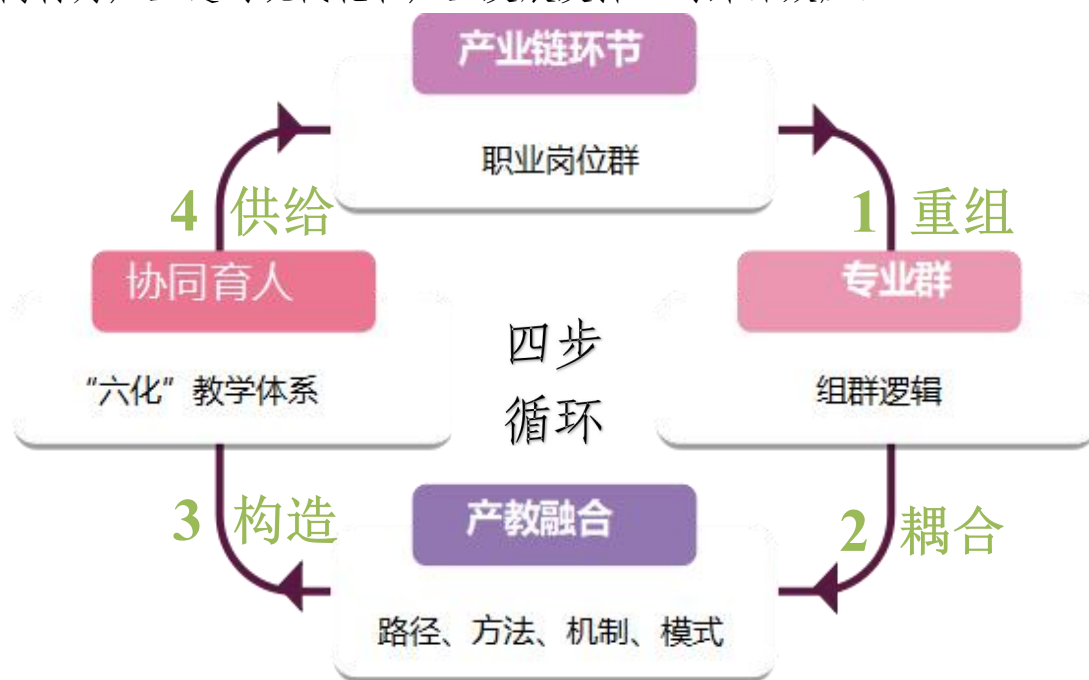 产业链环节
职业岗位群
4 供给
1 重组
协同育人
专业群
四步
循环
“六化”教学体系
组群逻辑
3 构造
产教融合
2 耦合
路径、方法、机制、模式